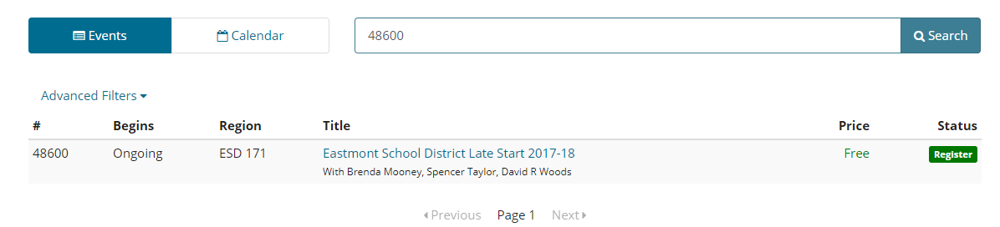 Events Calendar 48600 Search
Advanced Filters
# Begins Region Title Price Status
48600 Ongoing ESD 171 Eastmont School District Late Start 2017-18 Free Register
With Brenda Mooney, Spencer Taylor, David R Woods
Previous Page 1 Next